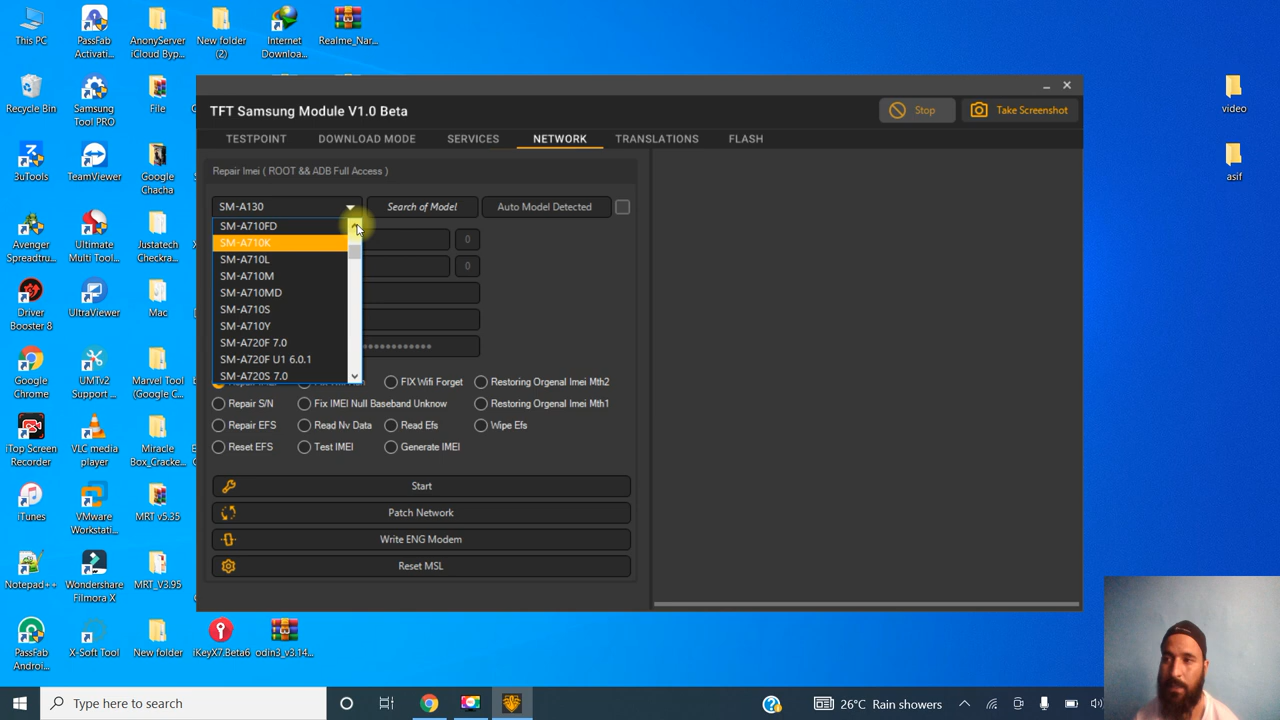 This PC
PassFab Activati...
AnonyServer iCloud Byp...
New folder (2)
Internet Downloa...
Realme_Nar...
Recycle Bin
Samsung Tool PRO
File
3uTools
TeamViewer
Google Chacha
Avenger Spreadtru...
Ultimate Multi Tool...
Justatech Checkra...
Driver Booster 8
UltraViewer
Mac
Google Chrome
UMTv2 Support ...
Marvel Tool (Google C...
iTop Screen Recorder
VLC media player
Miracle Box_Cracke...
iTunes
VMware Workstati...
MRT v5.35
Notepad++
Wondershare Filmora X
MRT_V3.95
PassFab Androi...
X-Soft Tool
New folder
iKeyX7.Beta6
odin3_v3.14...
video
asif
TFT Samsung Module V1.0 Beta
Stop
Take Screenshot
TESTPOINT
DOWNLOAD MODE
SERVICES
NETWORK
TRANSLATIONS
FLASH
Repair Imei ( ROOT && ADB Full Access )
SM-A130
Search of Model
Auto Model Detected
SM-A710FD
SM-A710K
0
SM-A710L
0
SM-A710M
SM-A710MD
SM-A710S
SM-A710Y
SM-A720F 7.0
SM-A720F U1 6.0.1
SM-A720S 7.0
FIX Wifi Forget
Restoring Orgenal Imei Mth2
Repair S/N
Fix IMEI Null Baseband Unknow
Restoring Orgenal Imei Mth1
Repair EFS
Read Nv Data
Read Efs
Wipe Efs
Reset EFS
Test IMEI
Generate IMEI
Start
Patch Network
Write ENG Modem
Reset MSL
Type here to search
26°C Rain showers